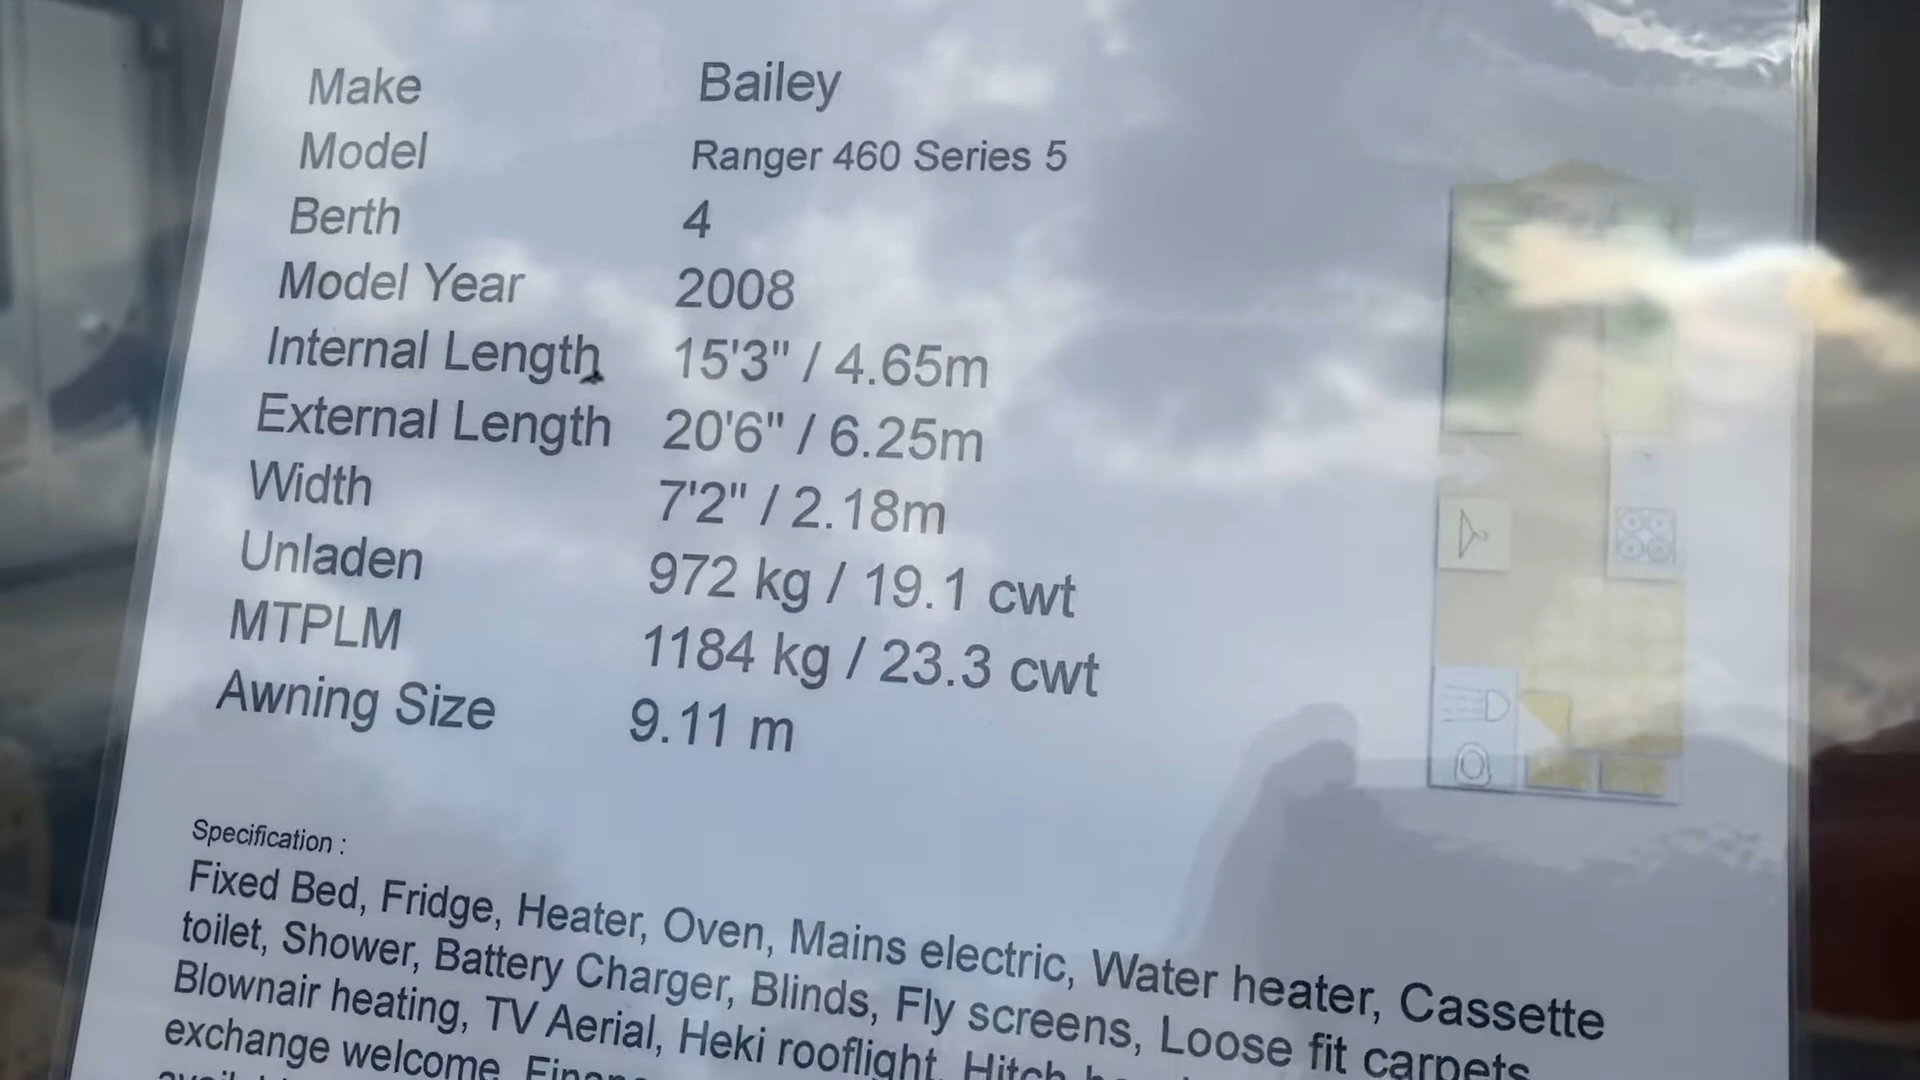 Make Bailey
Model Ranger 460 Series 5
Berth 4
Model Year 2008
Internal Length 15'3" / 4.65m
External Length 20'6" / 6.25m
Width 7'2" / 2.18m
Unladen 972 kg / 19.1 cwt
MTPLM 1184 kg / 23.3 cwt
Awning Size 9.11 m
Specification :
Fixed Bed, Fridge, Heater, Oven, Mains electric, Water heater, Cassette
toilet, Shower, Battery Charger, Blinds, Fly screens, Loose fit carpets
Blownair heating, TV Aerial, Heki rooflight, Hitch
exchange welcome